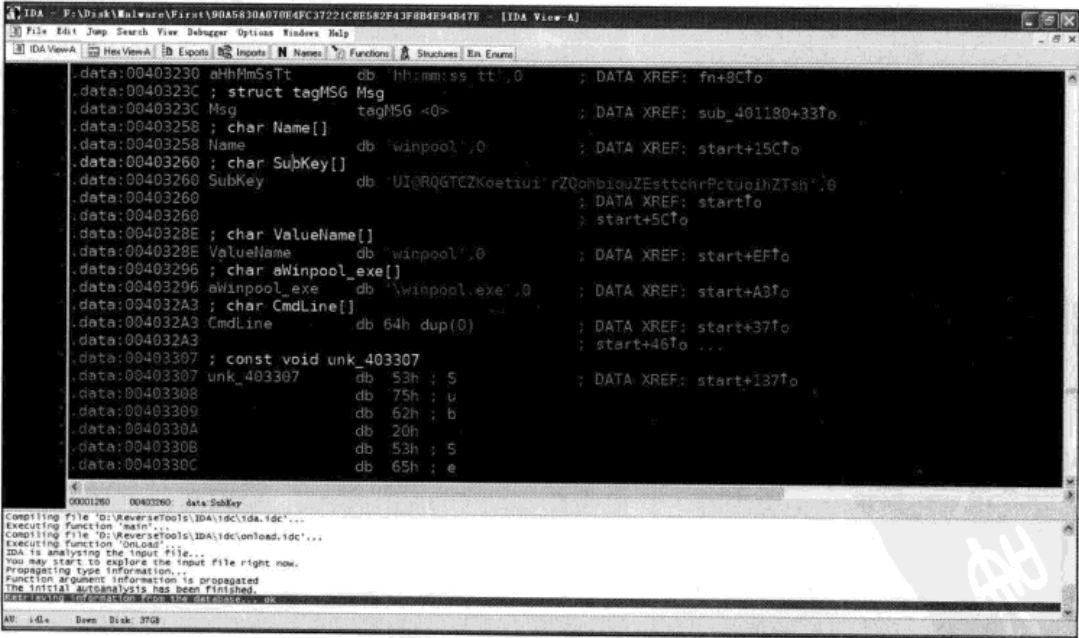 IDA - F:\Disk\Malware\First\90A5830A070E4FC37221C8E582F43F8B4E94B47E - [IDA View-A]
File Edit Jump Search View Debugger Options Windows Help
IDA View-A Hex View-A Exports Imports N Names Functions Structures En Enums
.data:00403230 aHhMmSsTt db 'hh:mm:ss tt',0 ; DATA XREF: fn+8C↑o
.data:0040323C ; struct tagMSG Msg
.data:0040323C Msg tagMSG <0> ; DATA XREF: sub_401180+33↑o
.data:00403258 ; char Name[]
.data:00403258 Name db 'winpool',0 ; DATA XREF: start+15C↑o
.data:00403260 ; char SubKey[]
.data:00403260 SubKey db 'UI@RQGTCZKoetiui`rZQohbiquZEsttchrPctuoihZTsh',0
.data:00403260 ; DATA XREF: start↑o
.data:00403260 ; start+5C↑o
.data:0040328E ; char ValueName[]
.data:0040328E ValueName db 'winpool',0 ; DATA XREF: start+EF↑o
.data:00403296 ; char aWinpool_exe[]
.data:00403296 aWinpool_exe db '\winpool.exe',0 ; DATA XREF: start+A3↑o
.data:004032A3 ; char CmdLine[]
.data:004032A3 CmdLine db 64h dup(0) ; DATA XREF: start+37↑o
.data:004032A3 ; start+46↑o ...
.data:00403307 ; const void unk_403307
.data:00403307 unk_403307 db 53h ; S ; DATA XREF: start+137↑o
.data:00403308 db 75h ; u
.data:00403309 db 62h ; b
.data:0040330A db 20h
.data:0040330B db 53h ; S
.data:0040330C db 65h ; e
00001260 00403260: .data:SubKey
Compiling file 'D:\ReverseTools\IDA\idc\ida.idc'...
Executing function 'main'...
Compiling file 'D:\ReverseTools\IDA\idc\onload.idc'...
Executing function 'OnLoad'...
IDA is analysing the input file...
You may start to explore the input file right now.
Propagating type information...
Function argument information is propagated
The initial autoanalysis has been finished.
Retrieving information from the database... ok
AU: idle Down Disk: 37GB